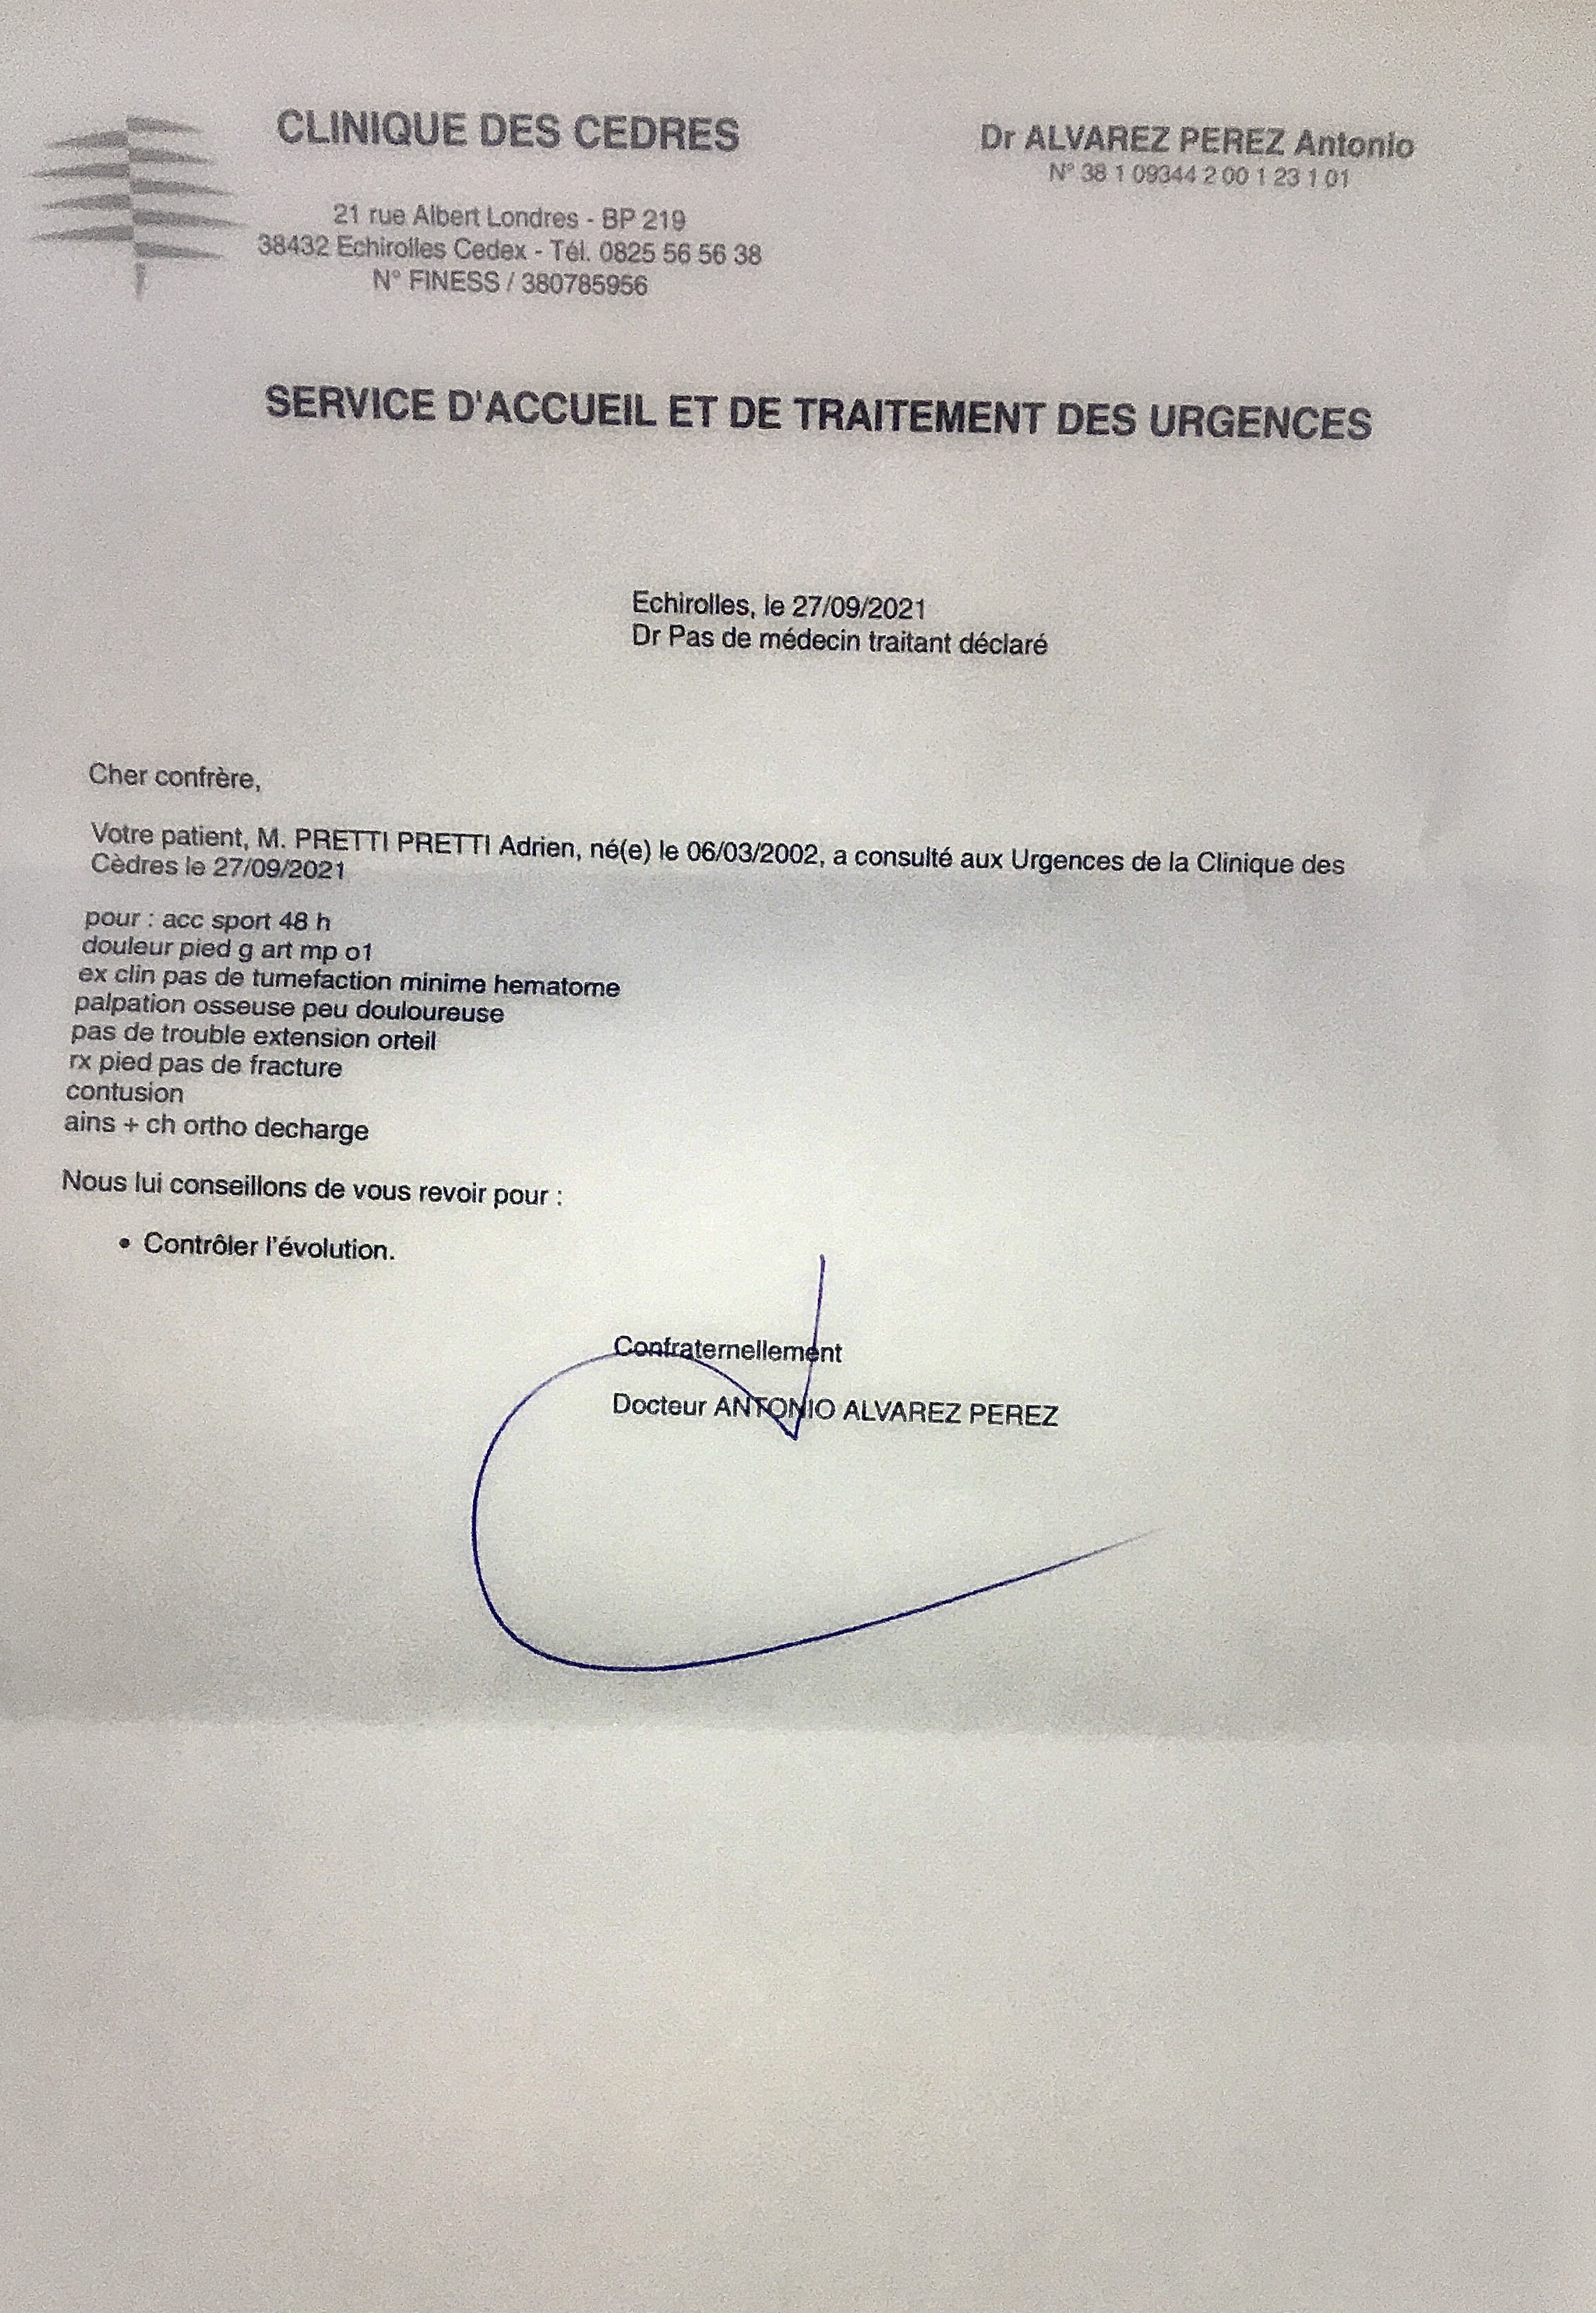 CLINIQUE DES CEDRES
21 rue Albert Londres - BP 219
38432 Echirolles Cedex - Tél. 0825 56 56 38
N° FINESS / 380785956
Dr ALVAREZ PEREZ Antonio
N° 38 1 09344 2 00 1 23 1 01
SERVICE D'ACCUEIL ET DE TRAITEMENT DES URGENCES
Echirolles, le 27/09/2021
Dr Pas de médecin traitant déclaré
Cher confrère,
Votre patient, M. PRETTI PRETTI Adrien, né(e) le 06/03/2002, a consulté aux Urgences de la Clinique des
Cèdres le 27/09/2021
pour : acc sport 48 h
douleur pied g art mp o1
ex clin pas de tumefaction minime hematome
palpation osseuse peu douloureuse
pas de trouble extension orteil
rx pied pas de fracture
contusion
ains + ch ortho decharge
Nous lui conseillons de vous revoir pour :
• Contrôler l'évolution.
Confraternellement
Docteur ANTONIO ALVAREZ PEREZ